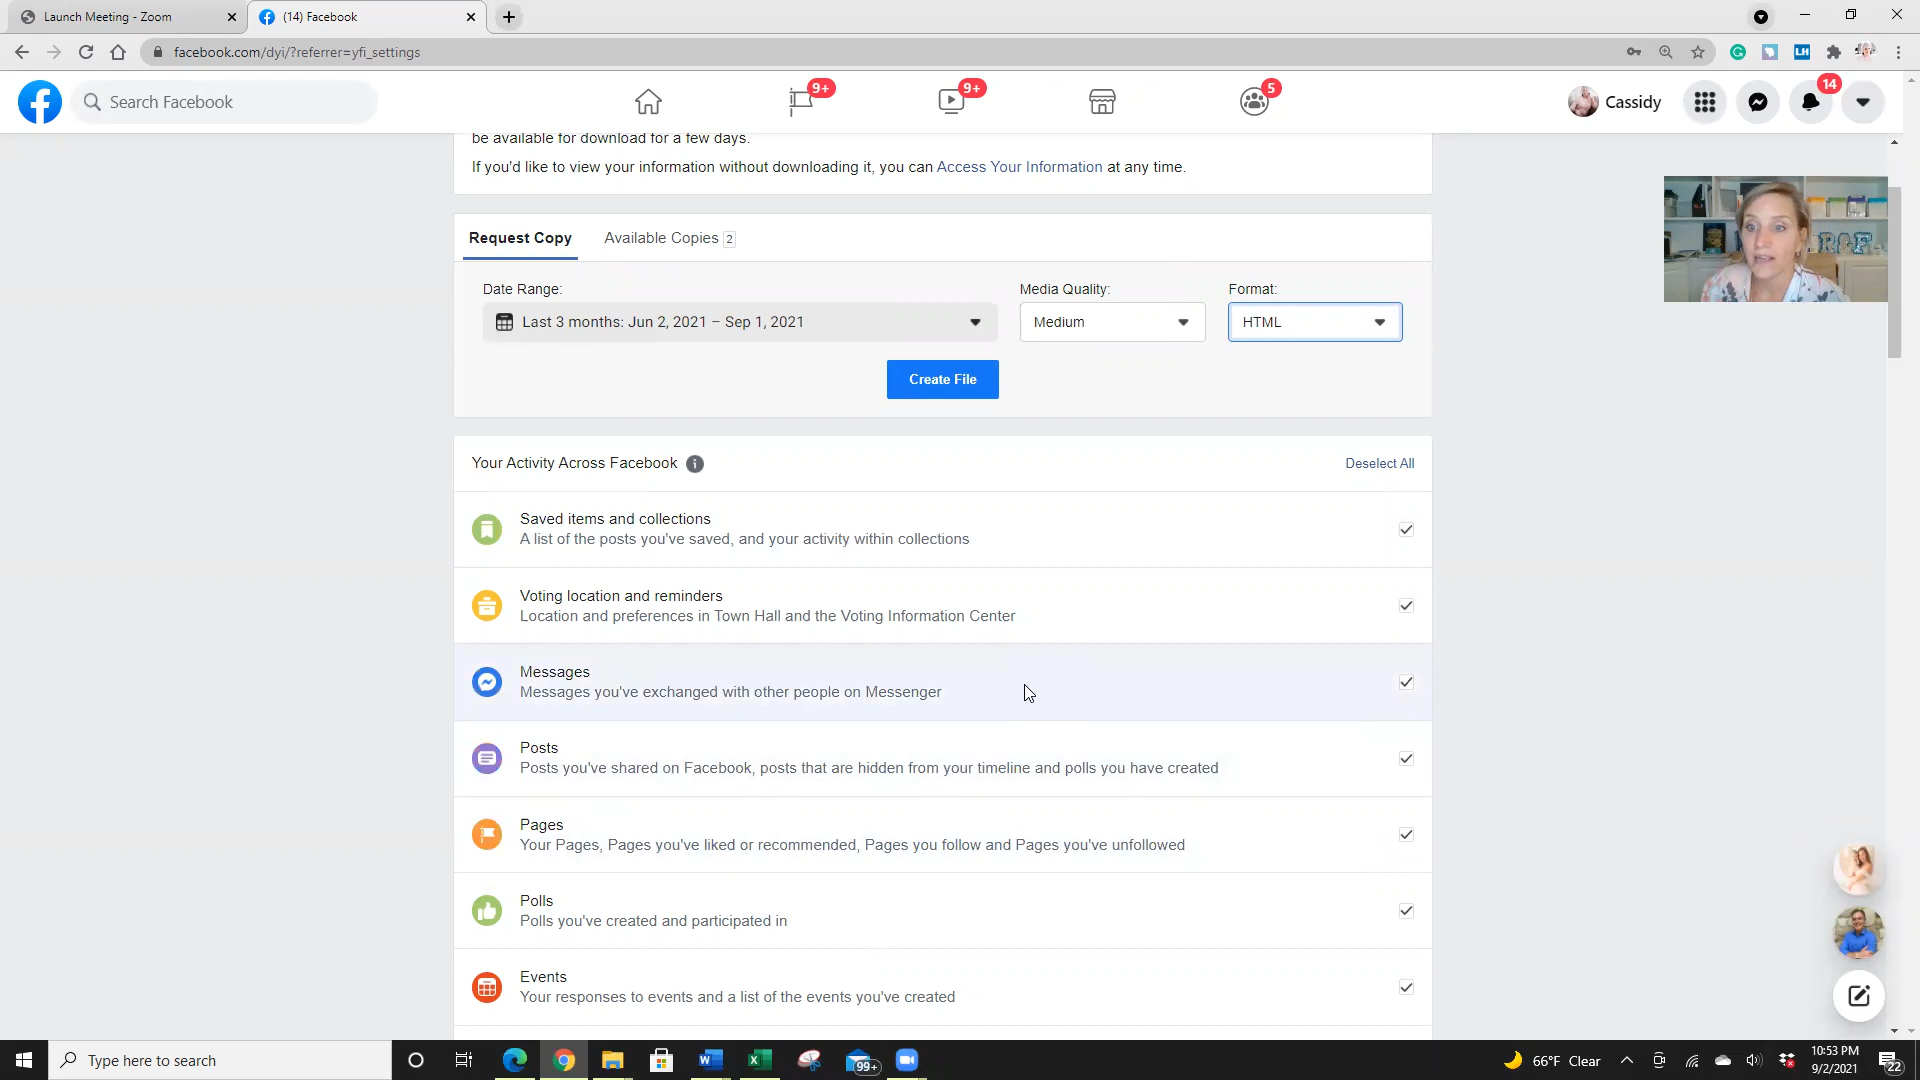 Launch Meeting - Zoom
(14) Facebook
facebook.com/dyi/?referrer=yfi_settings
LH
Search Facebook
9+
9+
5
Cassidy
14
be available for download for a few days.
If you'd like to view your information without downloading it, you can Access Your Information at any time.
R&F
Request Copy
Available Copies 2
Date Range:
Media Quality:
Format:
Last 3 months: Jun 2, 2021 – Sep 1, 2021
Medium
HTML
Create File
Your Activity Across Facebook
Deselect All
Saved items and collections
A list of the posts you've saved, and your activity within collections
Voting location and reminders
Location and preferences in Town Hall and the Voting Information Center
Messages
Messages you've exchanged with other people on Messenger
Posts
Posts you've shared on Facebook, posts that are hidden from your timeline and polls you have created
Pages
Your Pages, Pages you've liked or recommended, Pages you follow and Pages you've unfollowed
Polls
Polls you've created and participated in
Events
Your responses to events and a list of the events you've created
Type here to search
99+
66°F Clear
10:53 PM
9/2/2021
22